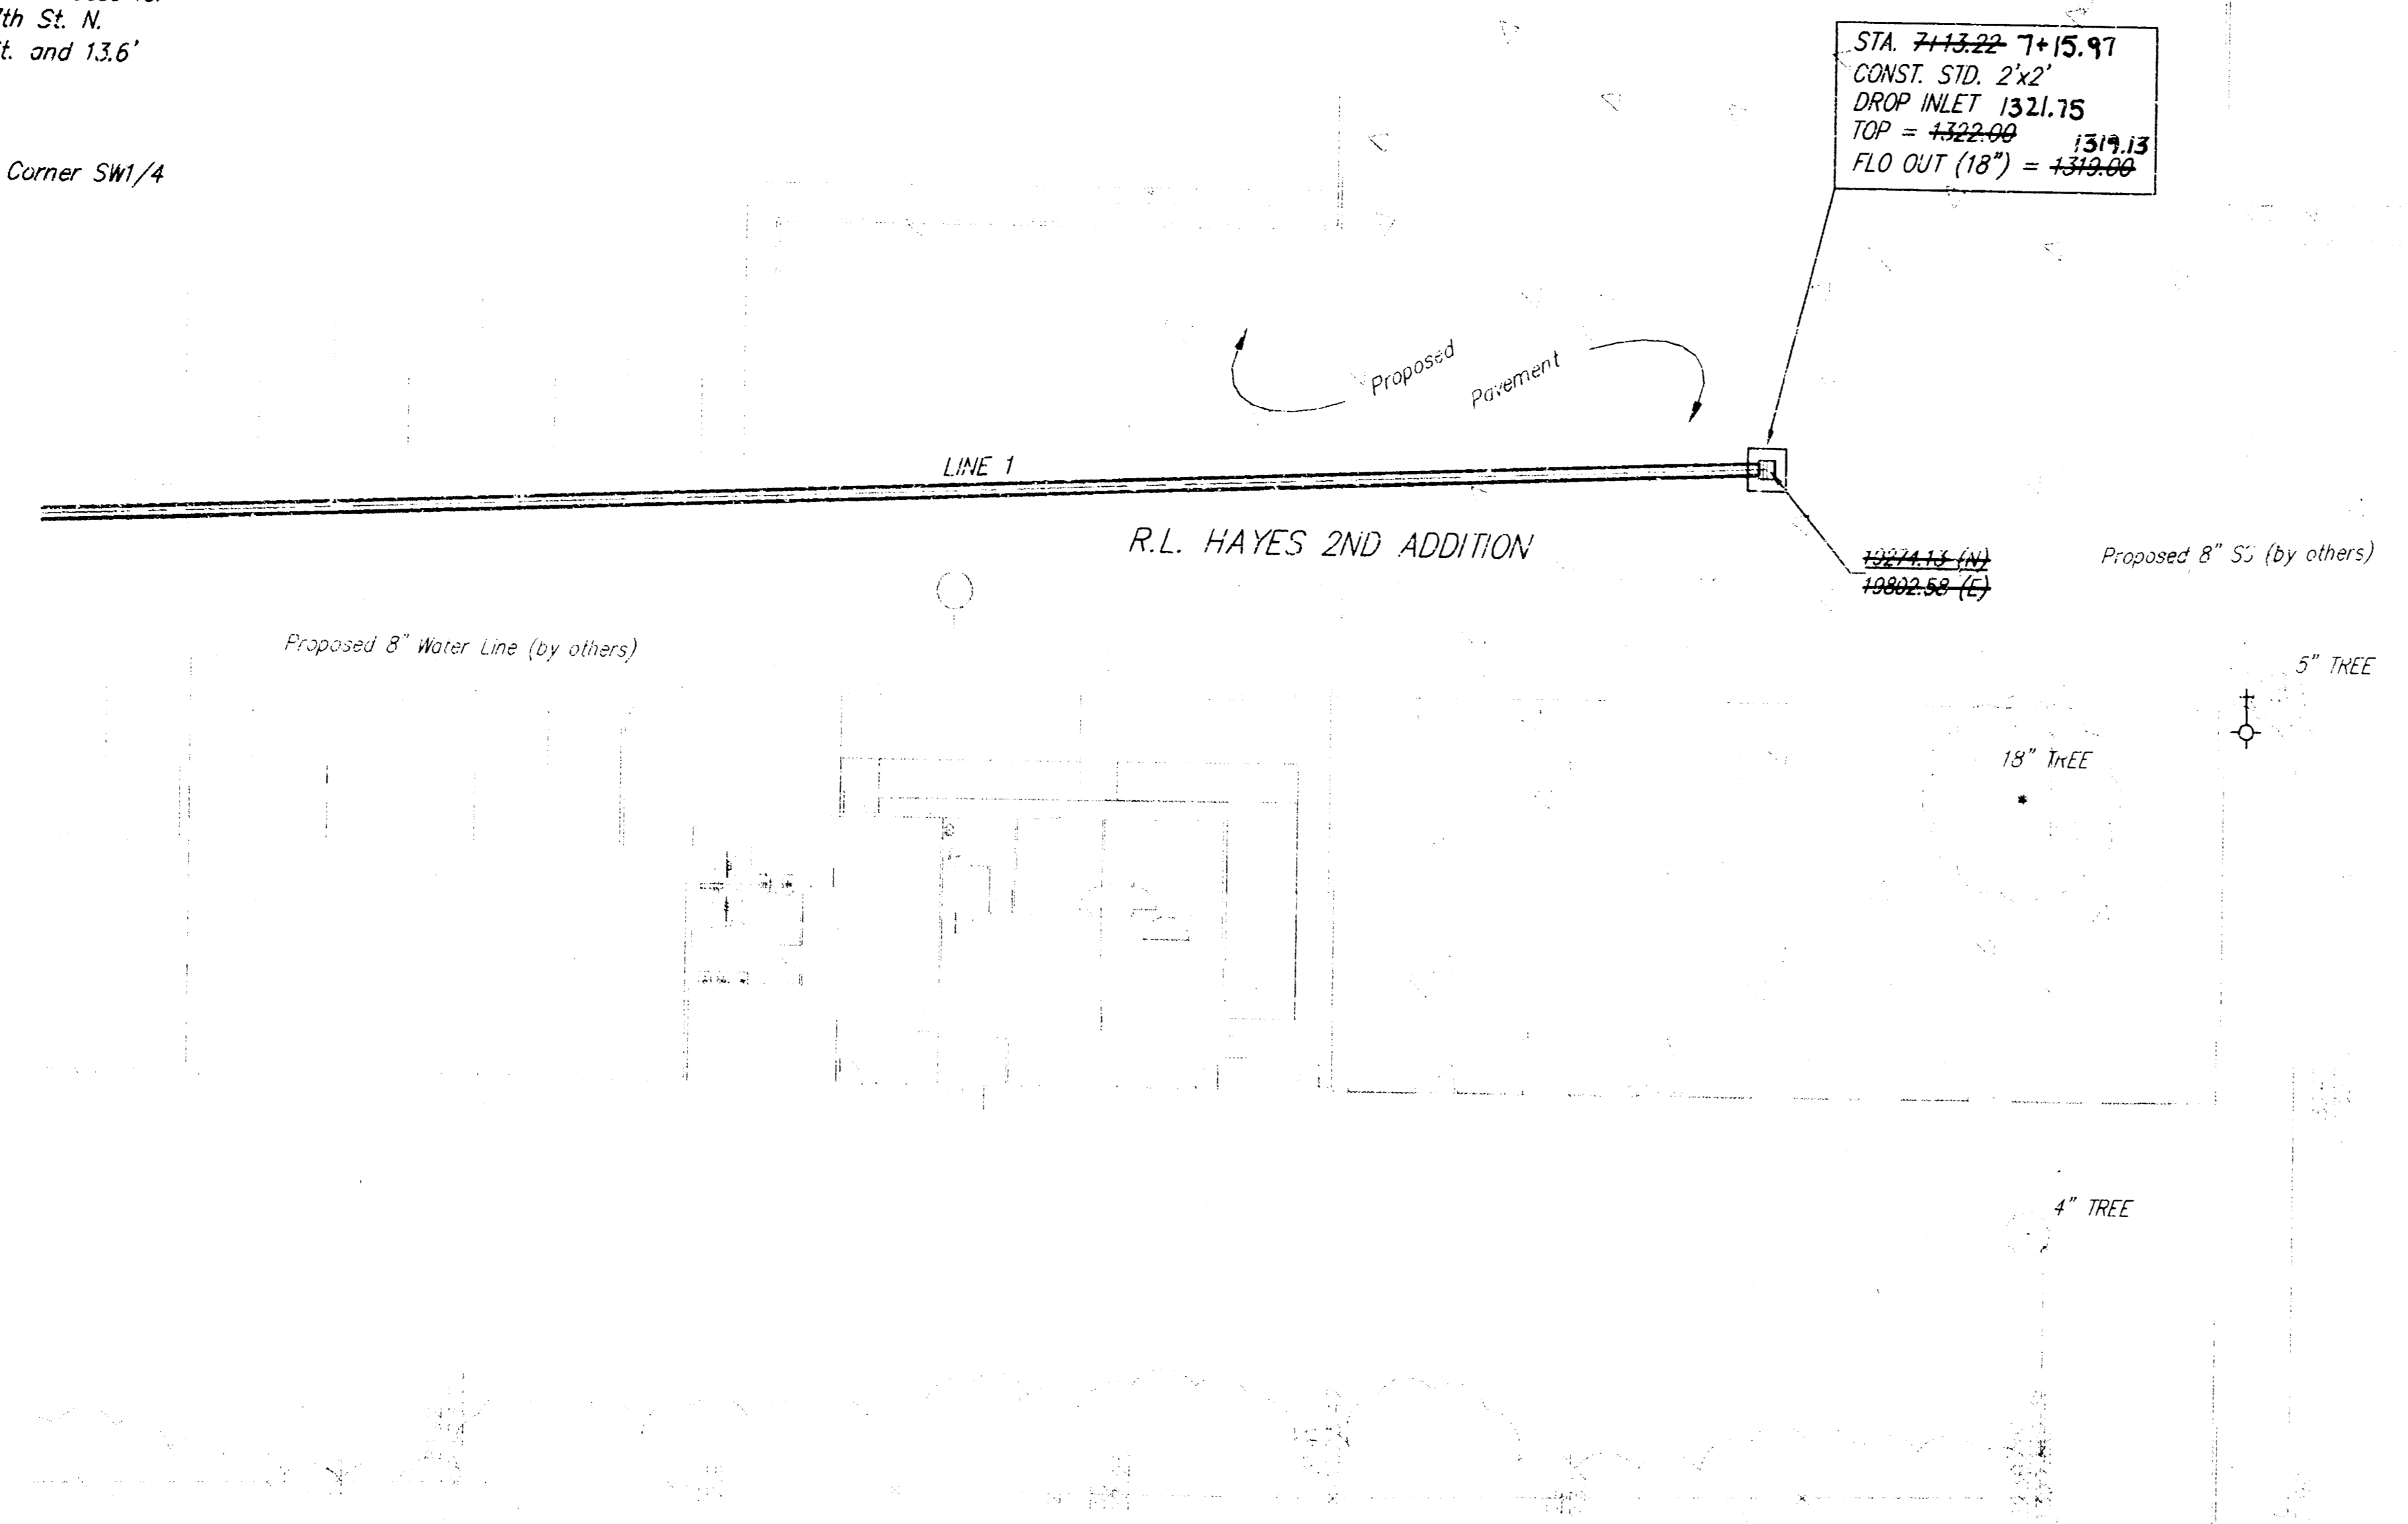 7th St. N.
t. and 13.6'
Corner SW1/4
STA. 7+13.22 7+15.97
CONST. STD. 2'x2'
DROP INLET 1321.75
TOP = 1322.00
1319.13
FLO OUT (18") = 1319.00
Proposed
Pavement
LINE 1
R.L. HAYES 2ND ADDITION
19274.13 (N)
19802.58 (E)
Proposed 8" SS (by others)
Proposed 8" Water Line (by others)
5" TREE
18" TREE
4" TREE